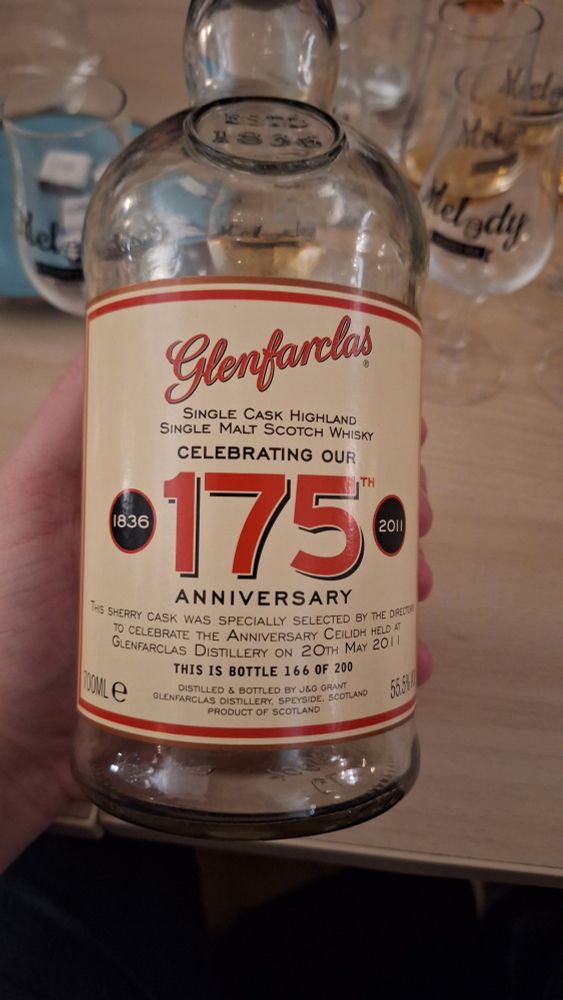 ESTD
1836
Melody
Melody
Glenfarclas®
SINGLE CASK HIGHLAND
SINGLE MALT SCOTCH WHISKY
CELEBRATING OUR
1836 175TH 2011
ANNIVERSARY
THIS SHERRY CASK WAS SPECIALLY SELECTED BY THE DIRECTORS
TO CELEBRATE THE ANNIVERSARY CEILIDH HELD AT
GLENFARCLAS DISTILLERY ON 20TH MAY 2011
THIS IS BOTTLE 166 OF 200
700ML e
55.5%
DISTILLED & BOTTLED BY J&G GRANT
GLENFARCLAS DISTILLERY, SPEYSIDE, SCOTLAND
PRODUCT OF SCOTLAND